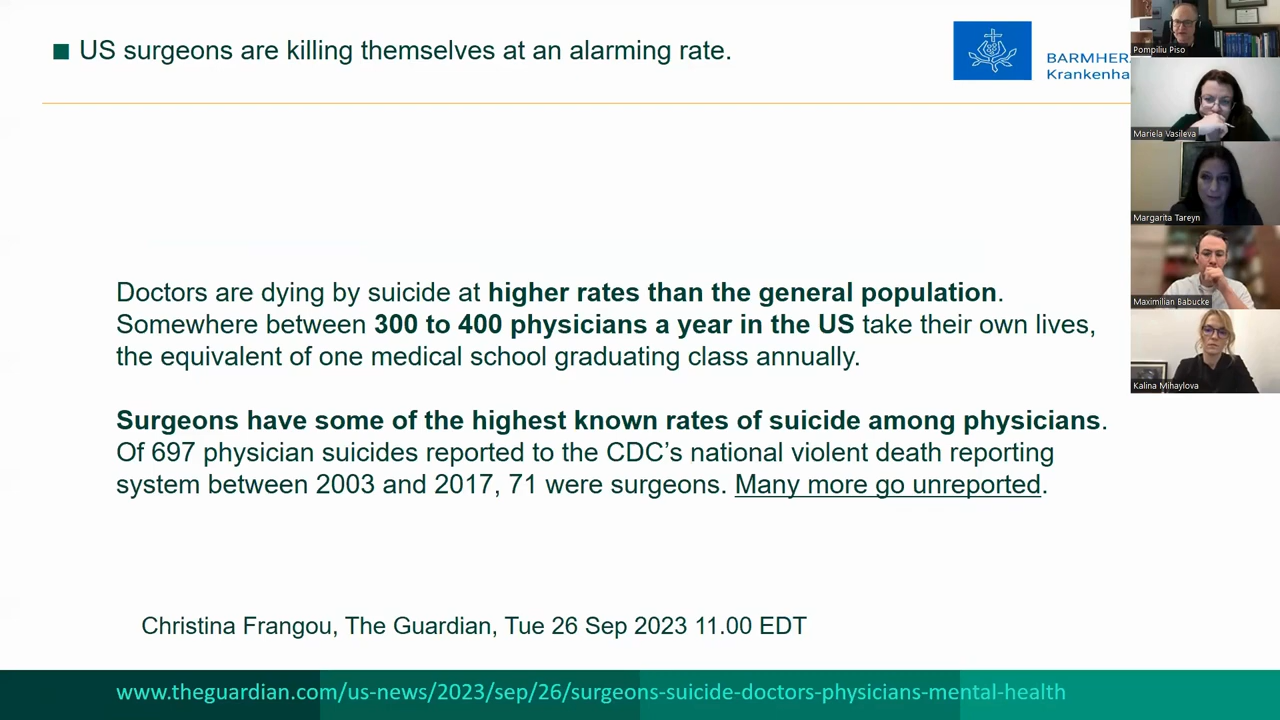 US surgeons are killing themselves at an alarming rate.
BARMHER
Krankenha
Doctors are dying by suicide at higher rates than the general population.
Somewhere between 300 to 400 physicians a year in the US take their own lives,
the equivalent of one medical school graduating class annually.
Surgeons have some of the highest known rates of suicide among physicians.
Of 697 physician suicides reported to the CDC’s national violent death reporting
system between 2003 and 2017, 71 were surgeons. Many more go unreported.
Christina Frangou, The Guardian, Tue 26 Sep 2023 11.00 EDT
www.theguardian.com/us-news/2023/sep/26/surgeons-suicide-doctors-physicians-mental-health
Pompiliu Piso
Mariela Vasileva
Margarita Tareyn
Maximilian Babucke
Kalina Mihaylova